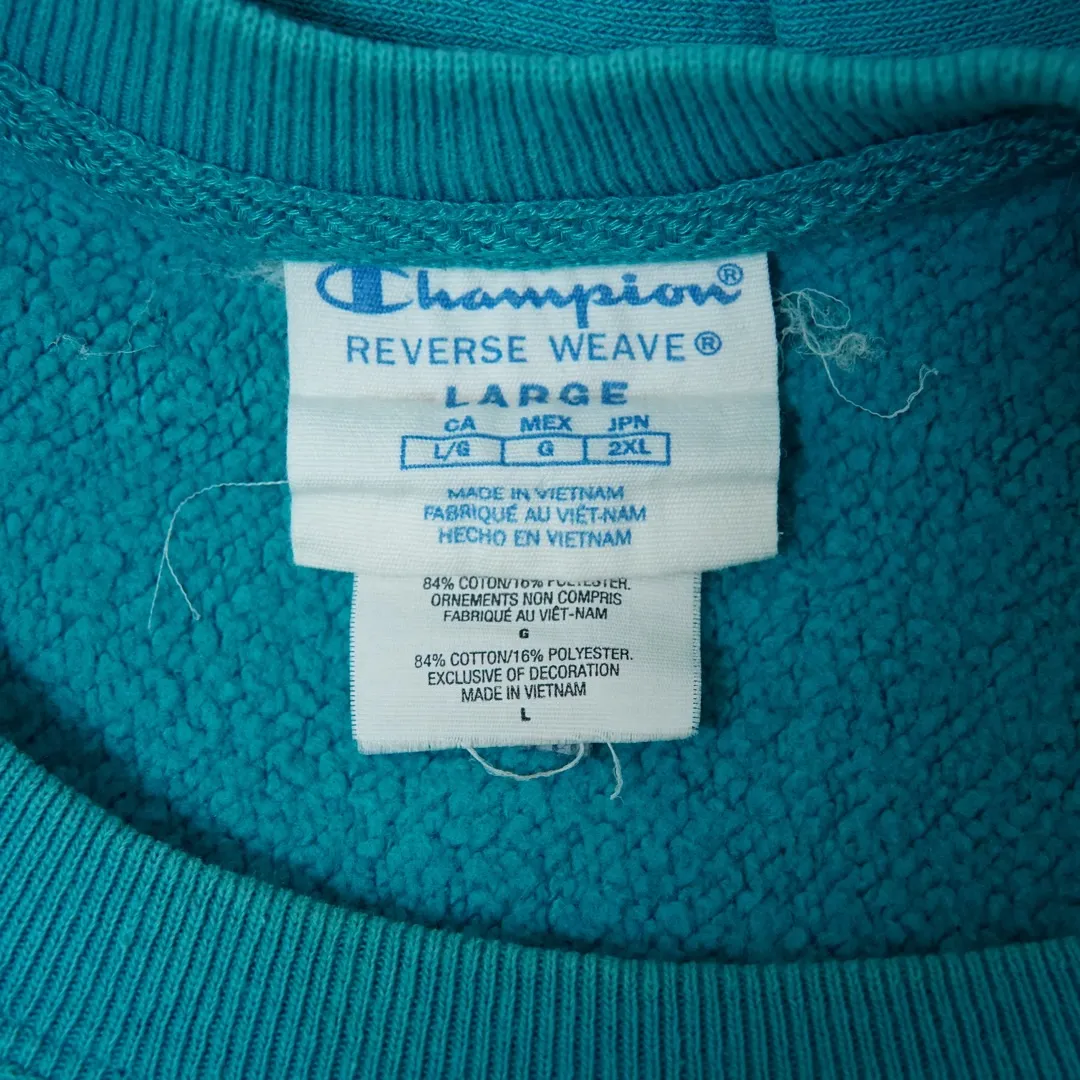 Champion®
REVERSE WEAVE®
LARGE
CA MEX JPN
L/G G 2XL
MADE IN VIETNAM
FABRIQUÉ AU VIÊT-NAM
HECHO EN VIETNAM
84% COTON/16% POLYESTER.
ORNEMENTS NON COMPRIS
FABRIQUÉ AU VIÊT-NAM
G
84% COTTON/16% POLYESTER.
EXCLUSIVE OF DECORATION
MADE IN VIETNAM
L